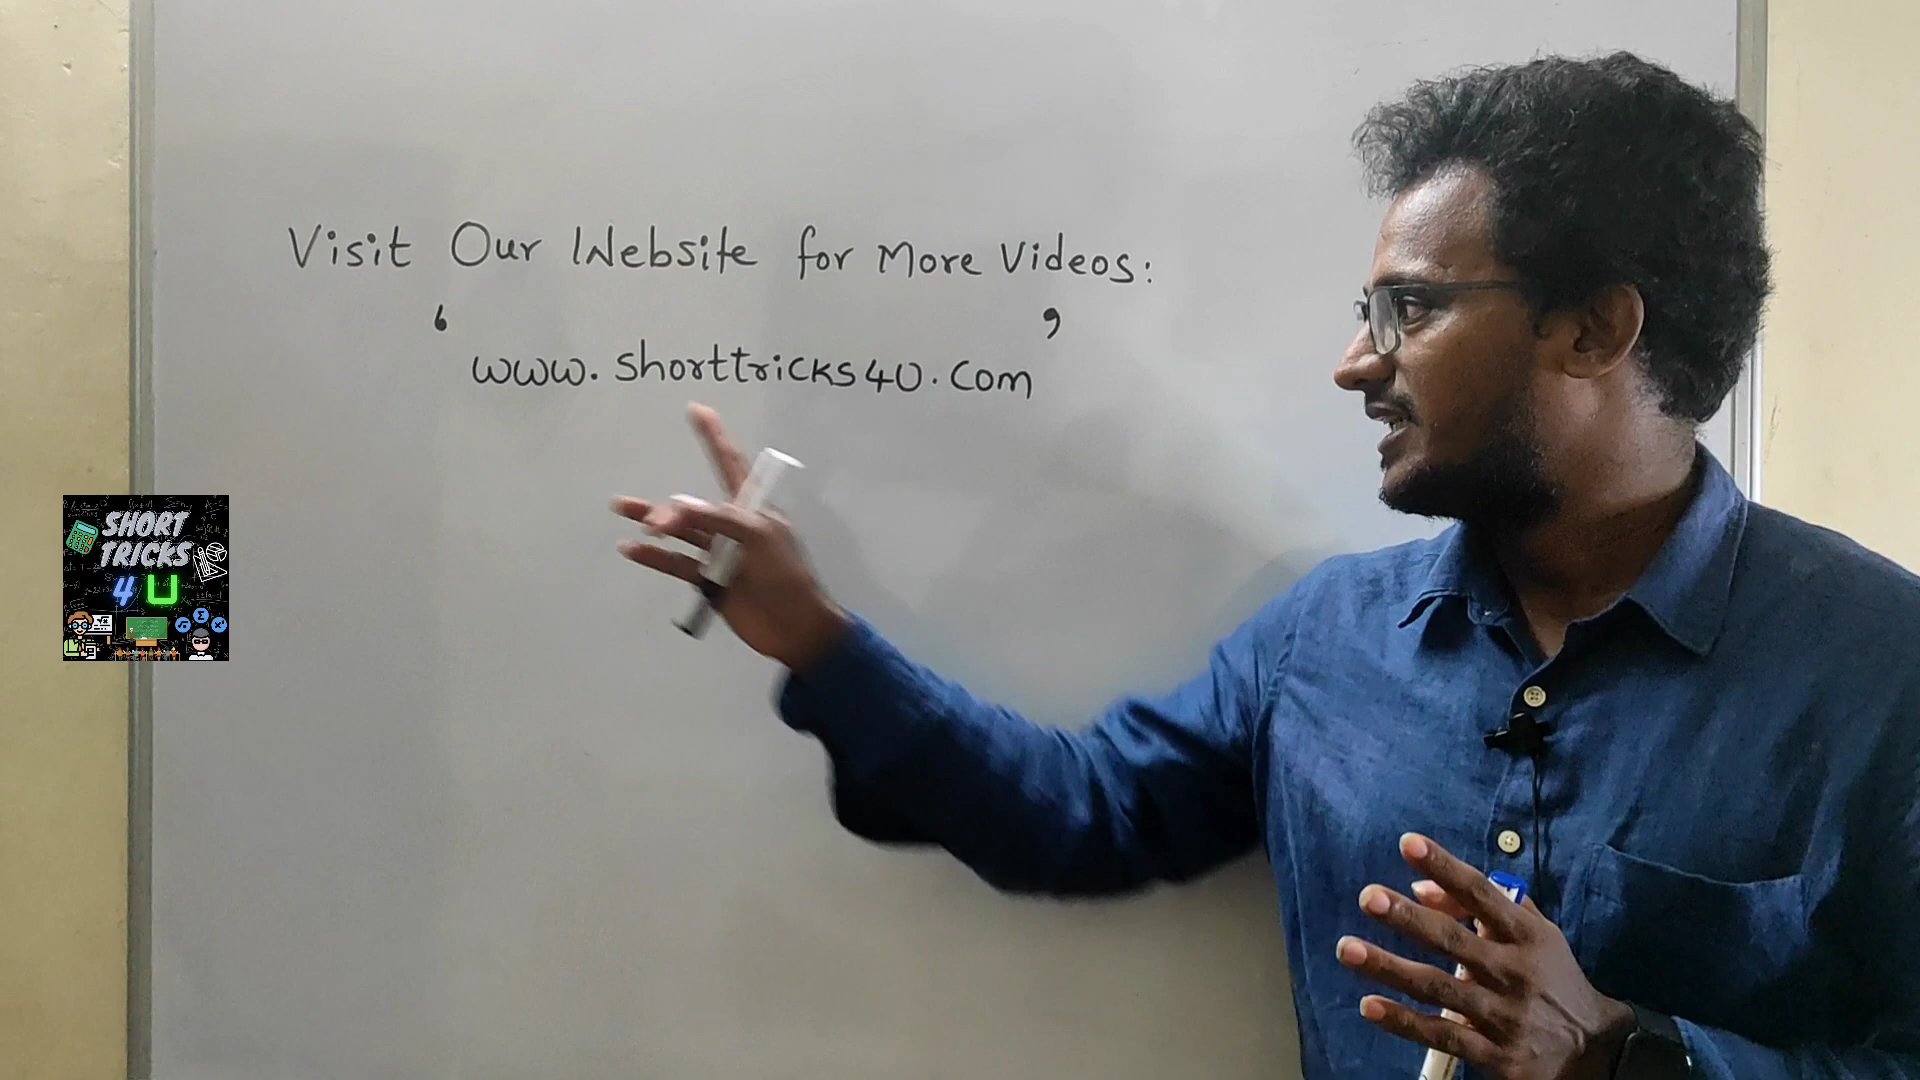 Visit Our Website for More Videos:
‘ www.shorttricks4U.com ’
SHORT
TRICKS
4 U